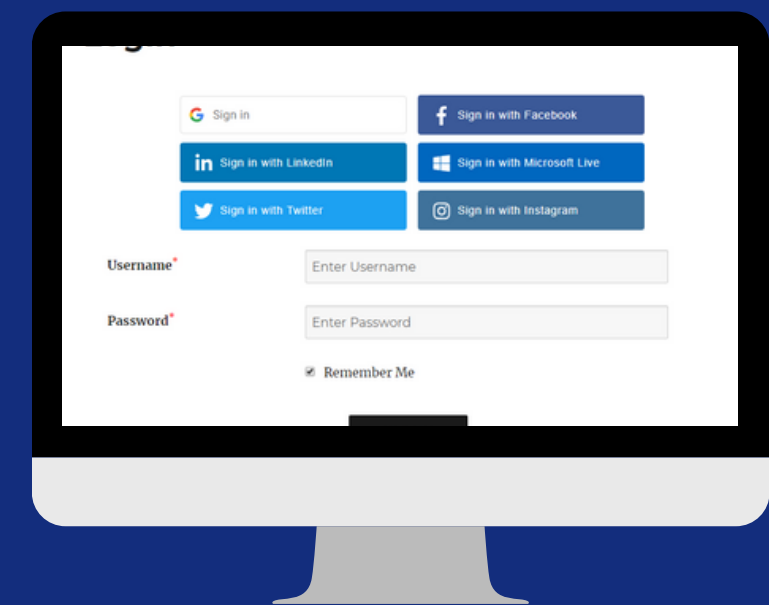 Sign in
Sign in with Facebook
Sign in with LinkedIn
Sign in with Microsoft Live
Sign in with Twitter
Sign in with Instagram
Username*
Enter Username
Password*
Enter Password
Remember Me